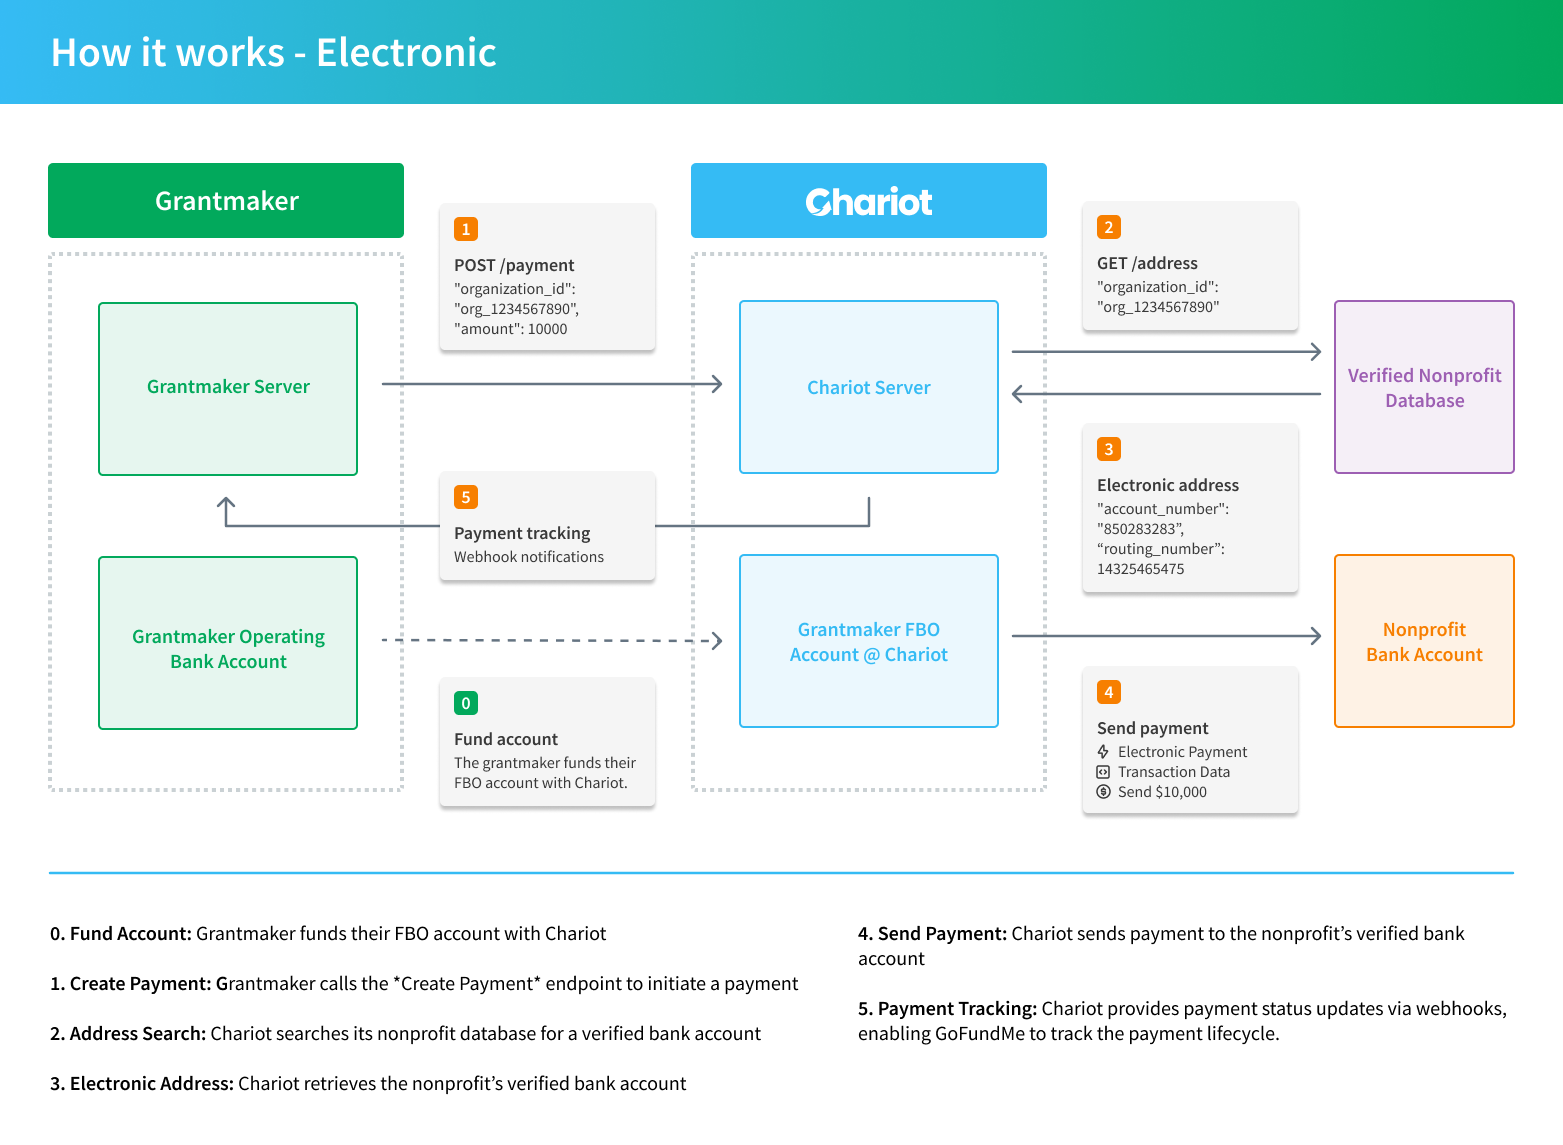 How it works - Electronic
Grantmaker
Chariot
1
POST /payment
"organization_id":
"org_1234567890",
"amount": 10000
2
GET /address
"organization_id":
"org_1234567890"
Grantmaker Server
Chariot Server
Verified Nonprofit
Database
3
Electronic address
"account_number":
"850283283”,
“routing_number”:
14325465475
5
Payment tracking
Webhook notifications
Grantmaker Operating
Bank Account
Grantmaker FBO
Account @ Chariot
Nonprofit
Bank Account
0
Fund account
The grantmaker funds their
FBO account with Chariot.
4
Send payment
Electronic Payment
Transaction Data
Send $10,000
0. Fund Account: Grantmaker funds their FBO account with Chariot
1. Create Payment: Grantmaker calls the *Create Payment* endpoint to initiate a payment
2. Address Search: Chariot searches its nonprofit database for a verified bank account
3. Electronic Address: Chariot retrieves the nonprofit’s verified bank account
4. Send Payment: Chariot sends payment to the nonprofit’s verified bank
account
5. Payment Tracking: Chariot provides payment status updates via webhooks,
enabling GoFundMe to track the payment lifecycle.